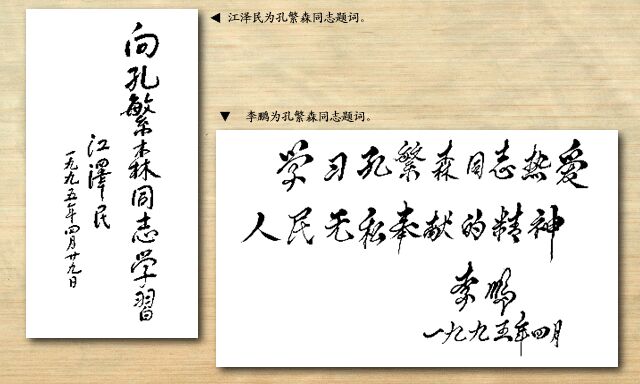 江泽民为孔繁森同志题词。
向孔繁森同志学習
江澤民
一九九五年四月廿九日
李鹏为孔繁森同志题词。
学习孔繁森同志热爱
人民无私奉献的精神
李鹏
一九九五年四月